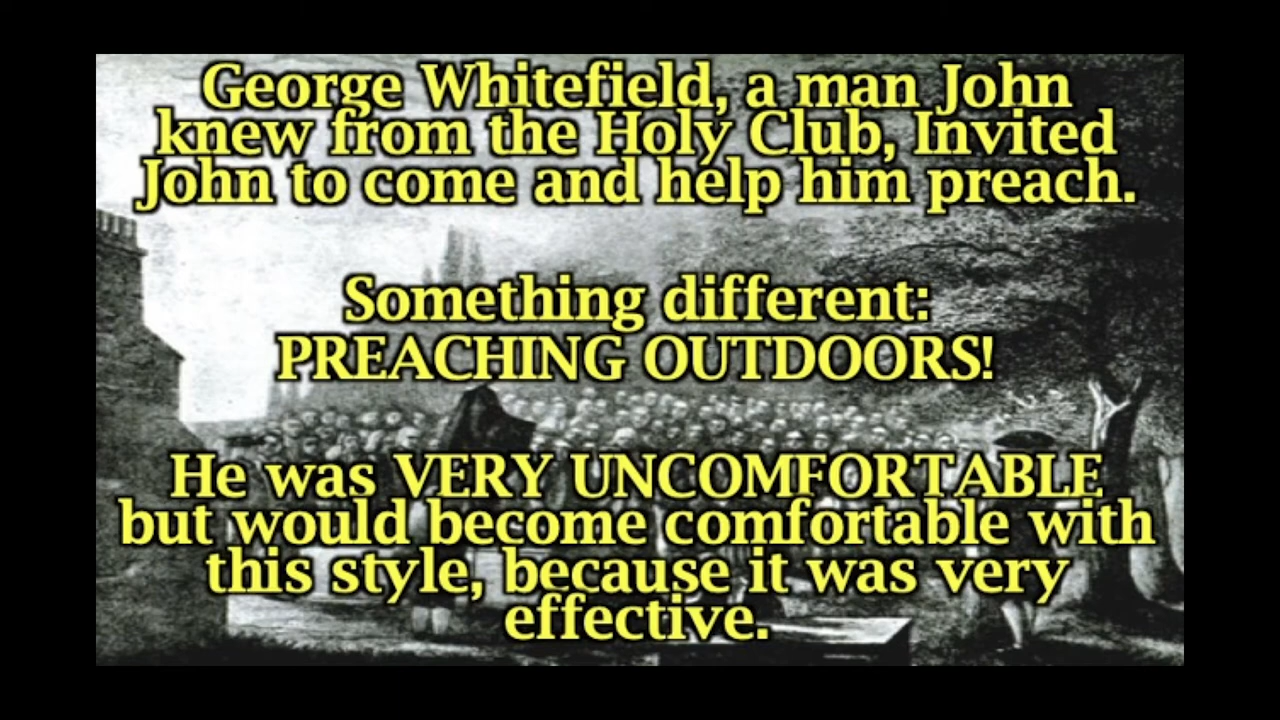 George Whitefield, a man John
knew from the Holy Club, Invited
John to come and help him preach.
Something different:
PREACHING OUTDOORS!
He was VERY UNCOMFORTABLE
but would become comfortable with
this style, because it was very
effective.